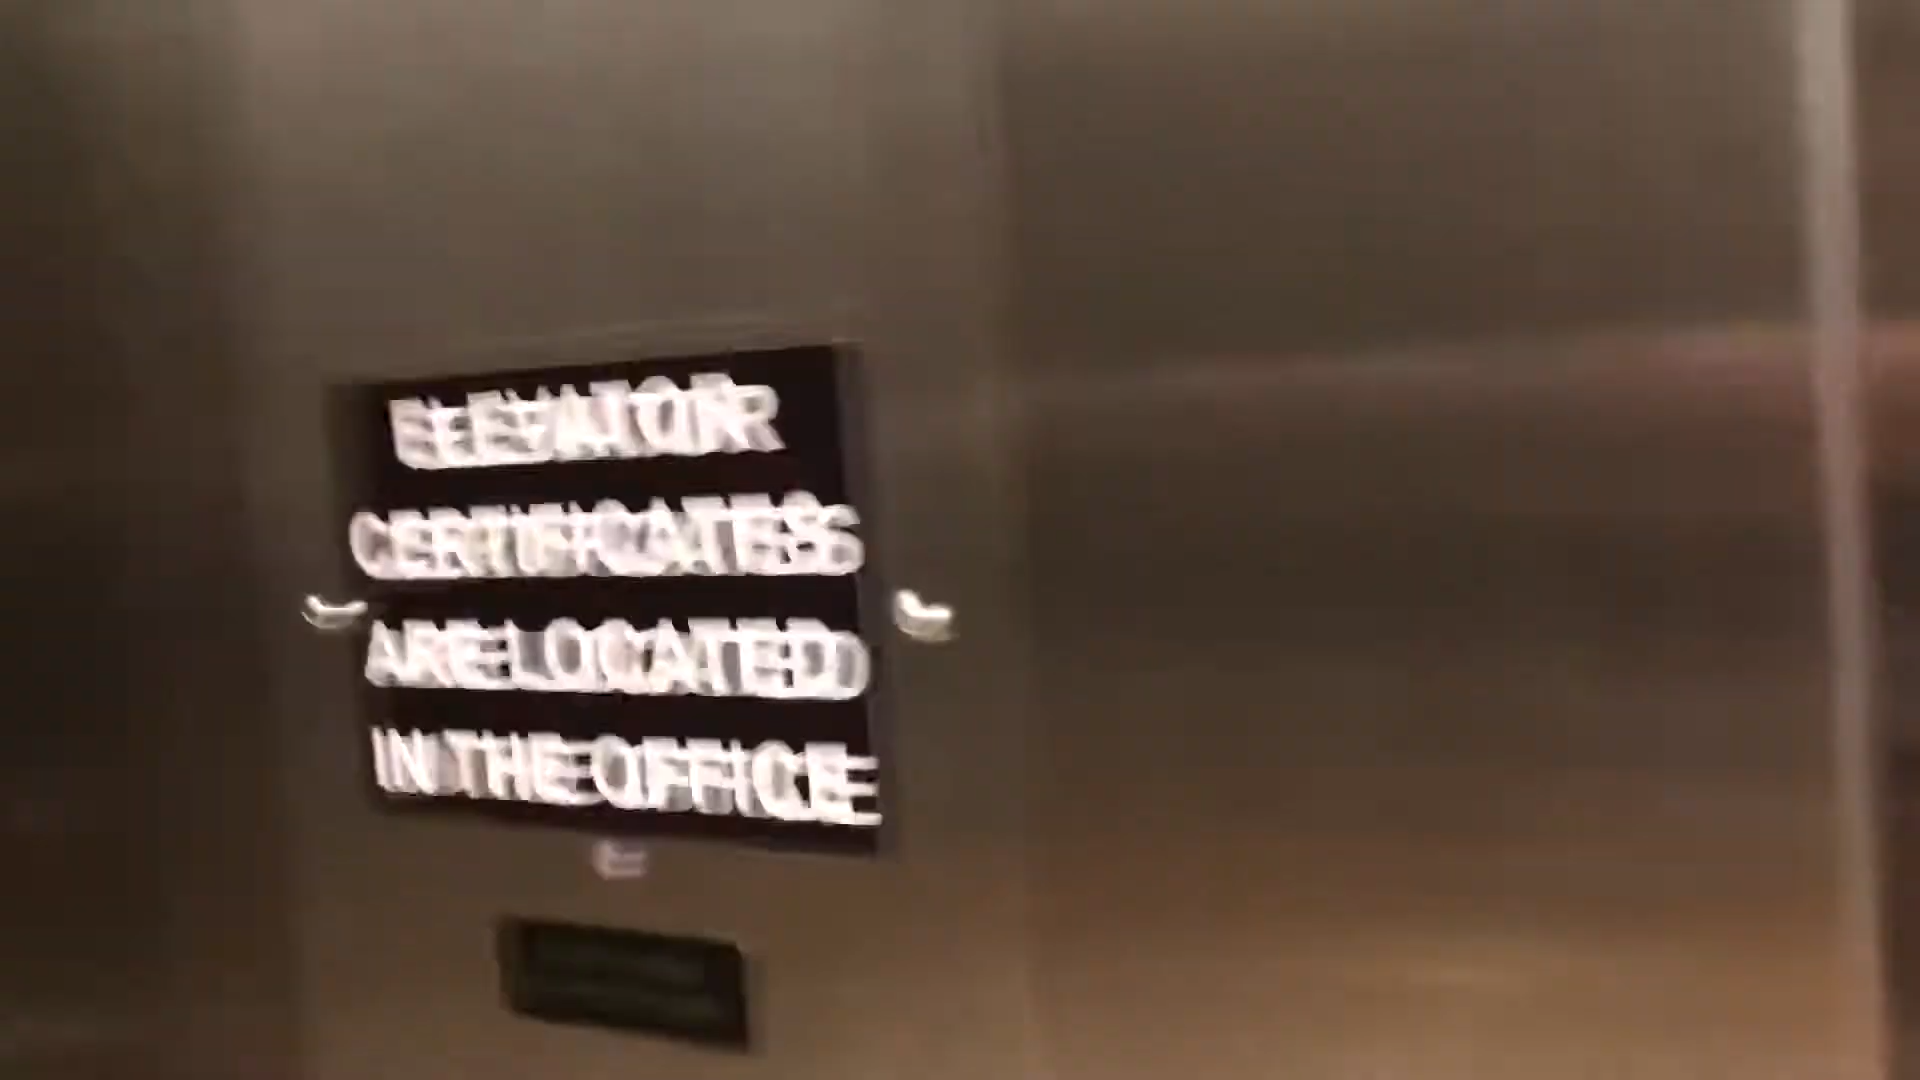 ELEVATOR
CERTIFICATES
ARE LOCATED
IN THE OFFICE